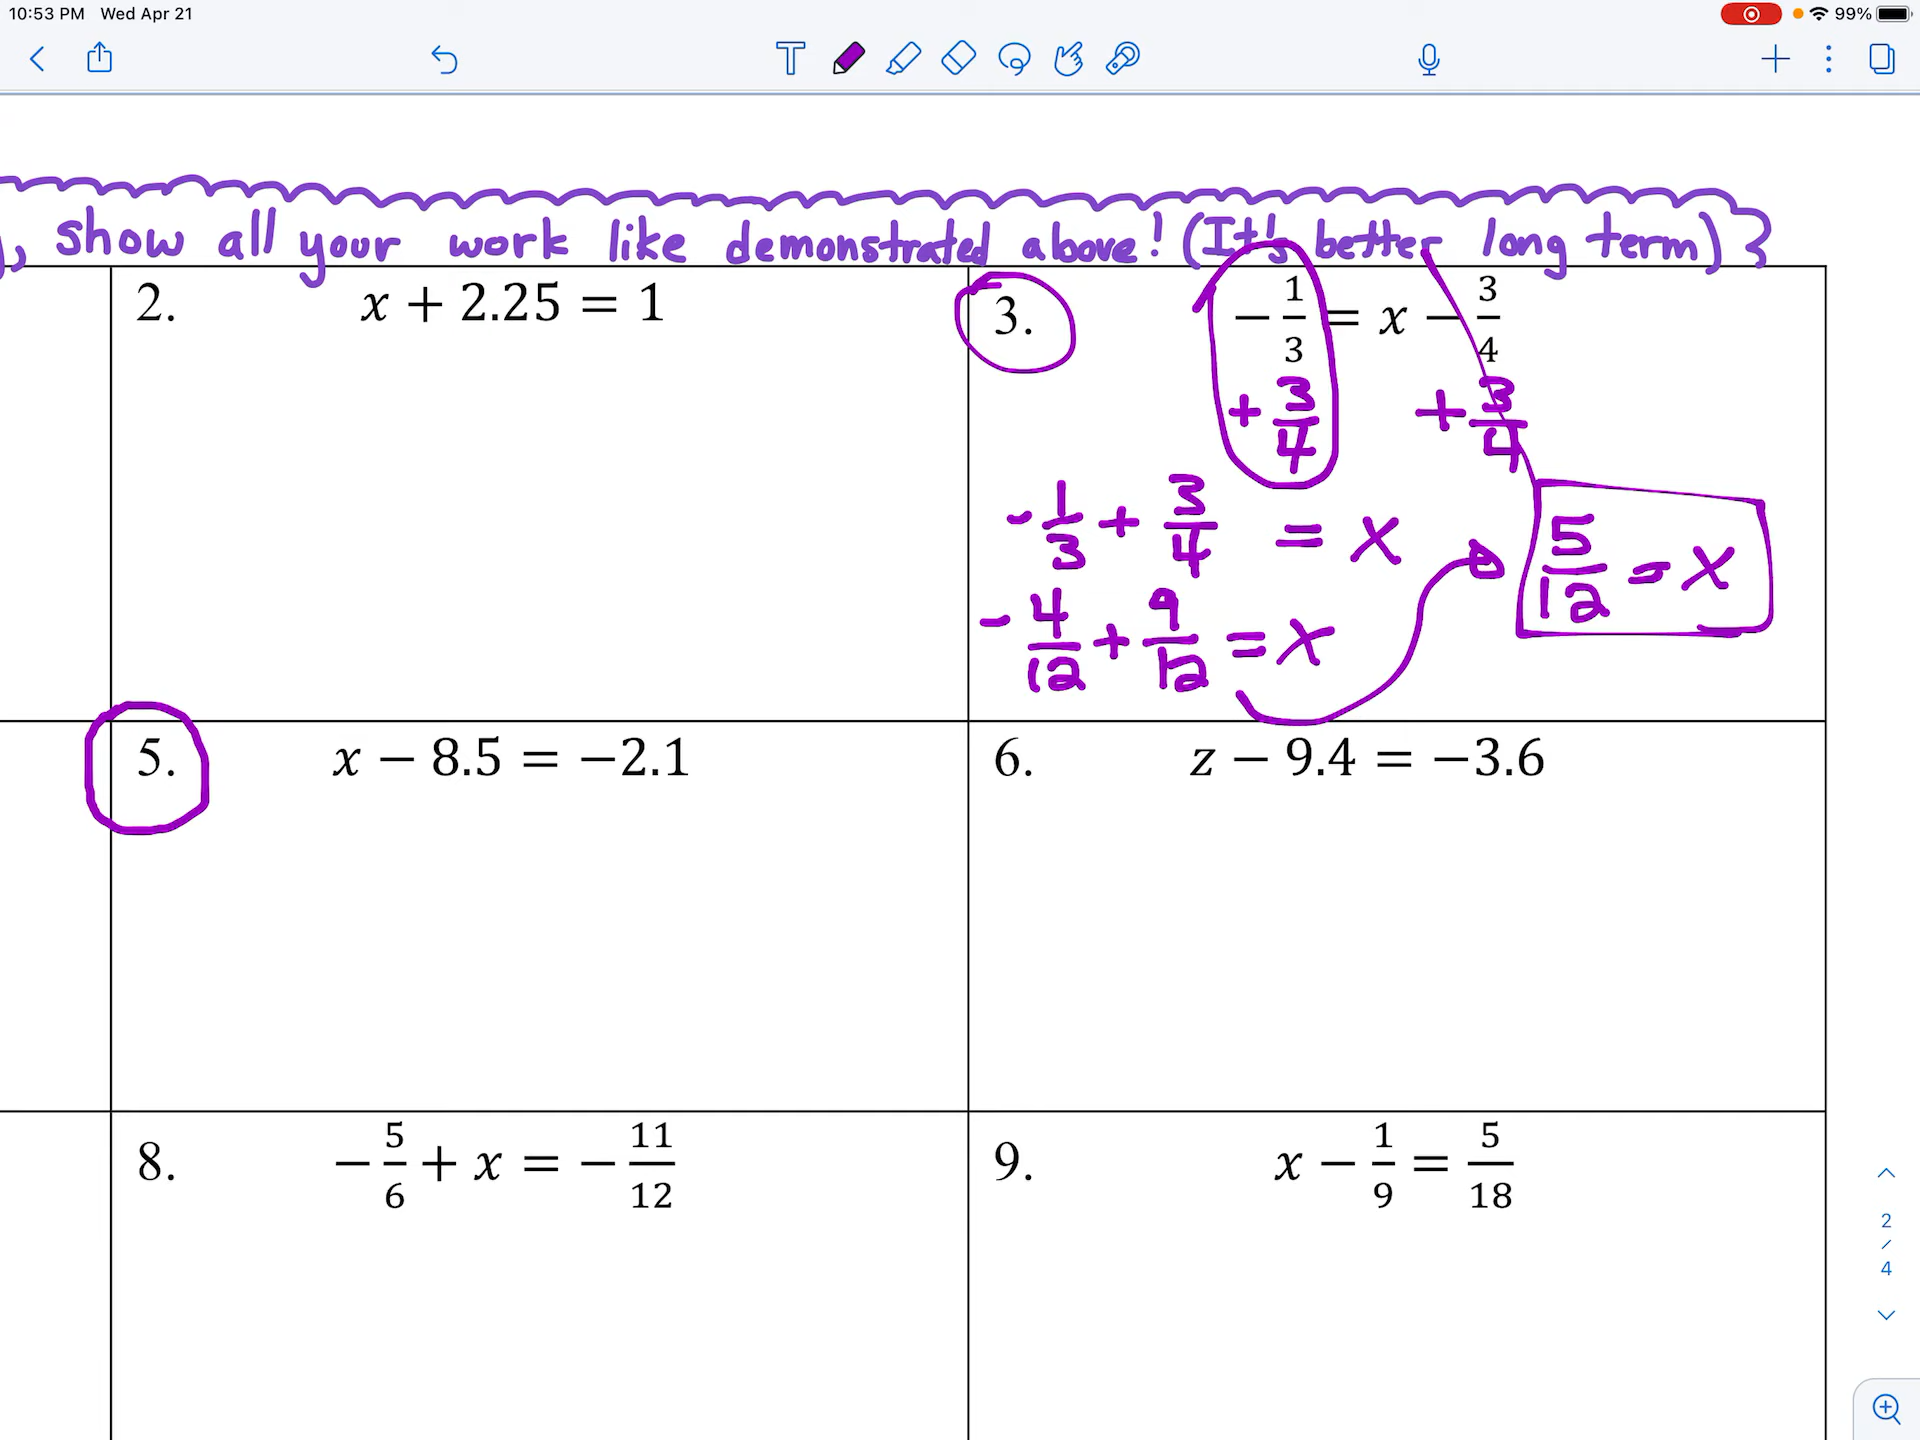 10:53 PM Wed Apr 21
99%
T
, show all your work like demonstrated above! (It's better long term)
2. x + 2.25 = 1
3. −1/3 = x − 3/4
+ 3/4 + 3/4
-1/3 + 3/4 = x
-4/12 + 9/12 = x
5/12 = x
5. x − 8.5 = −2.1
6. z − 9.4 = −3.6
8. −5/6 + x = −11/12
9. x − 1/9 = 5/18
2
/
4